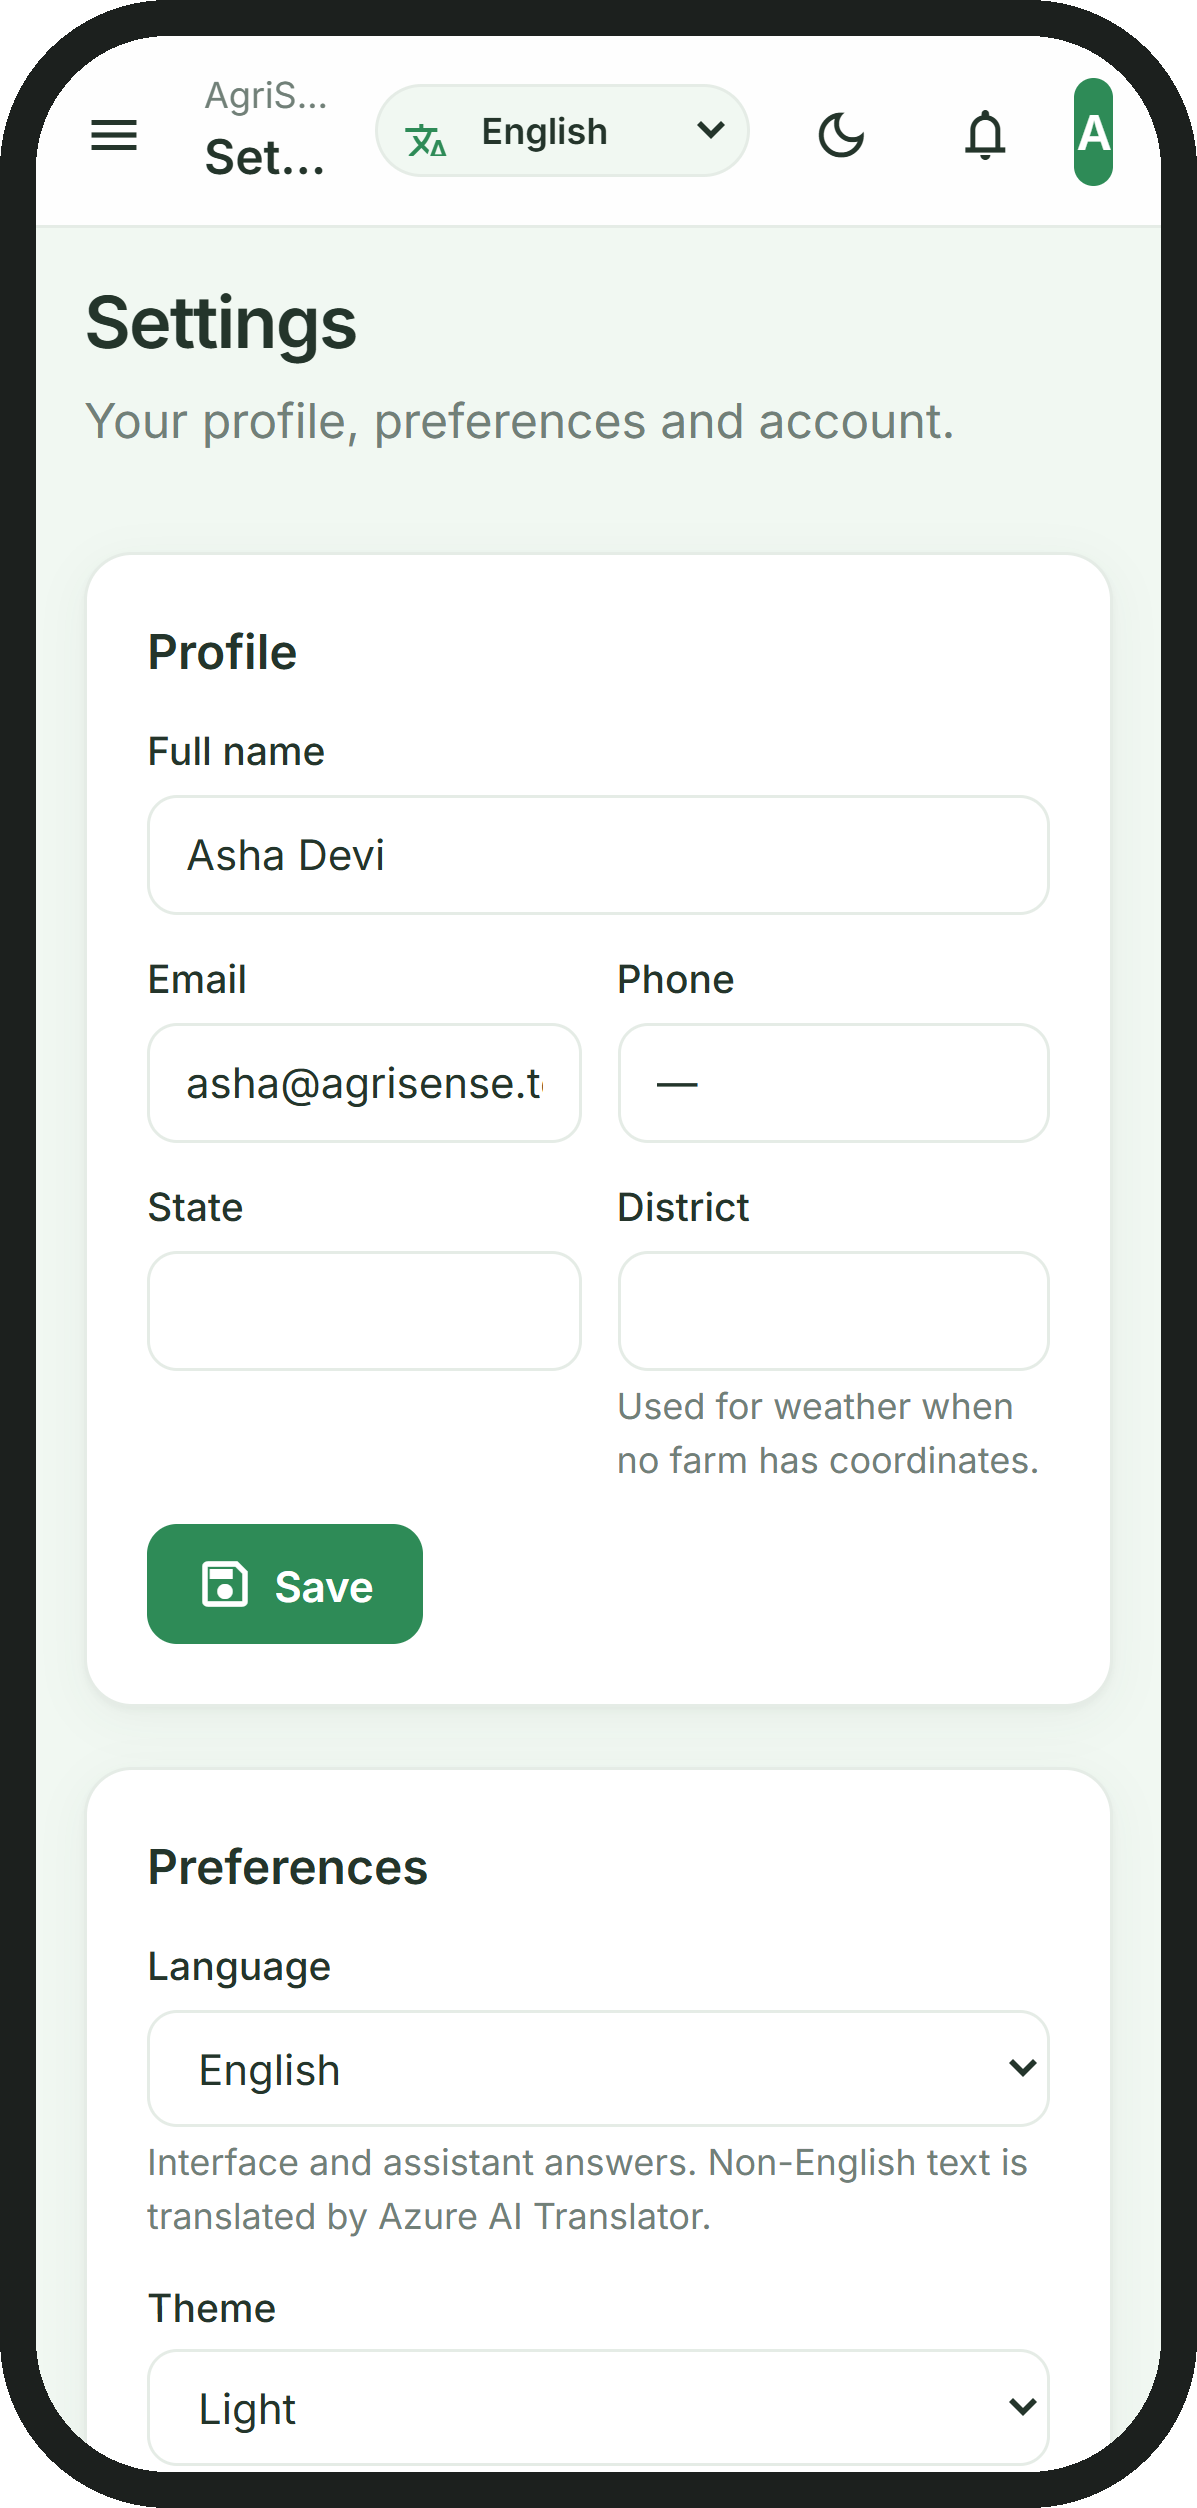 AgriS...
Set...
English
A
Settings
Your profile, preferences and account.
Profile
Full name
Asha Devi
Email
Phone
asha@agrisense.t
—
State
District
Used for weather when
no farm has coordinates.
Save
Preferences
Language
English
Interface and assistant answers. Non-English text is
translated by Azure AI Translator.
Theme
Light